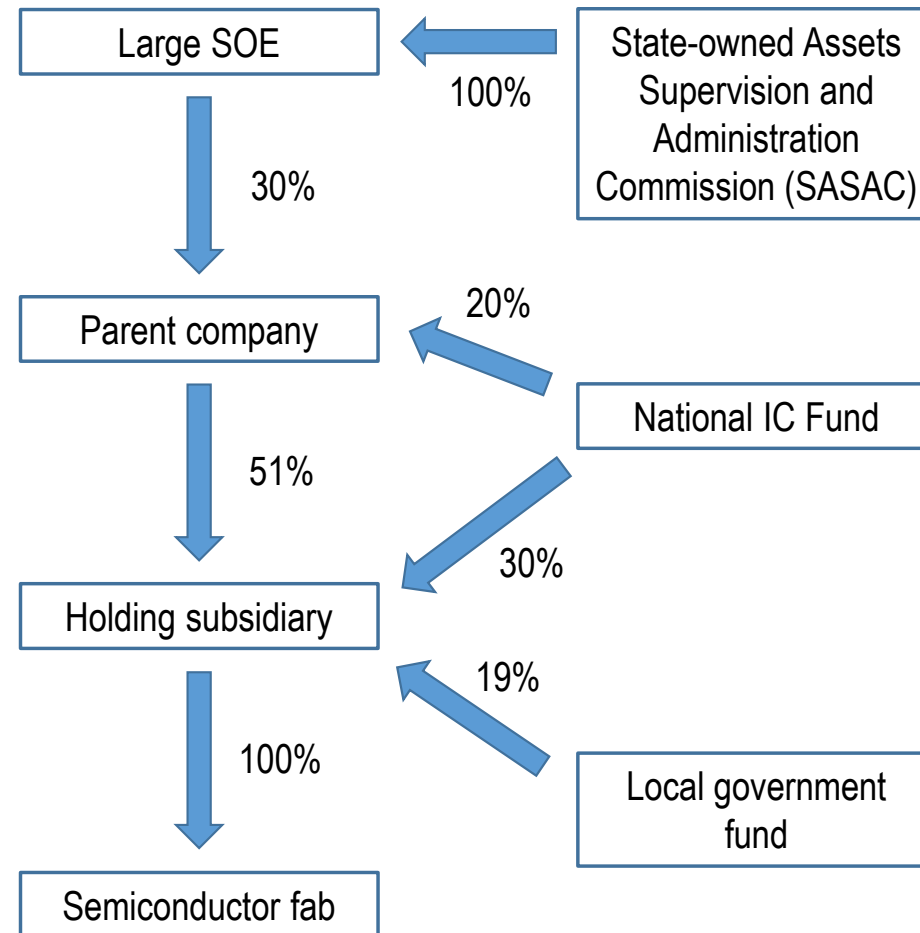 Large SOE
100%
State-owned Assets
Supervision and
Administration
Commission (SASAC)
30%
20%
Parent company
National IC Fund
51%
30%
Holding subsidiary
19%
100%
Local government
fund
Semiconductor fab